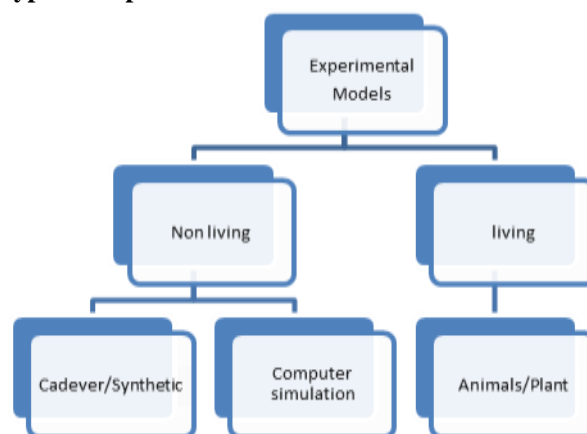 Experimental
Models
Non living
living
Cadever/Synthetic
Computer
simulation
Animals/Plant